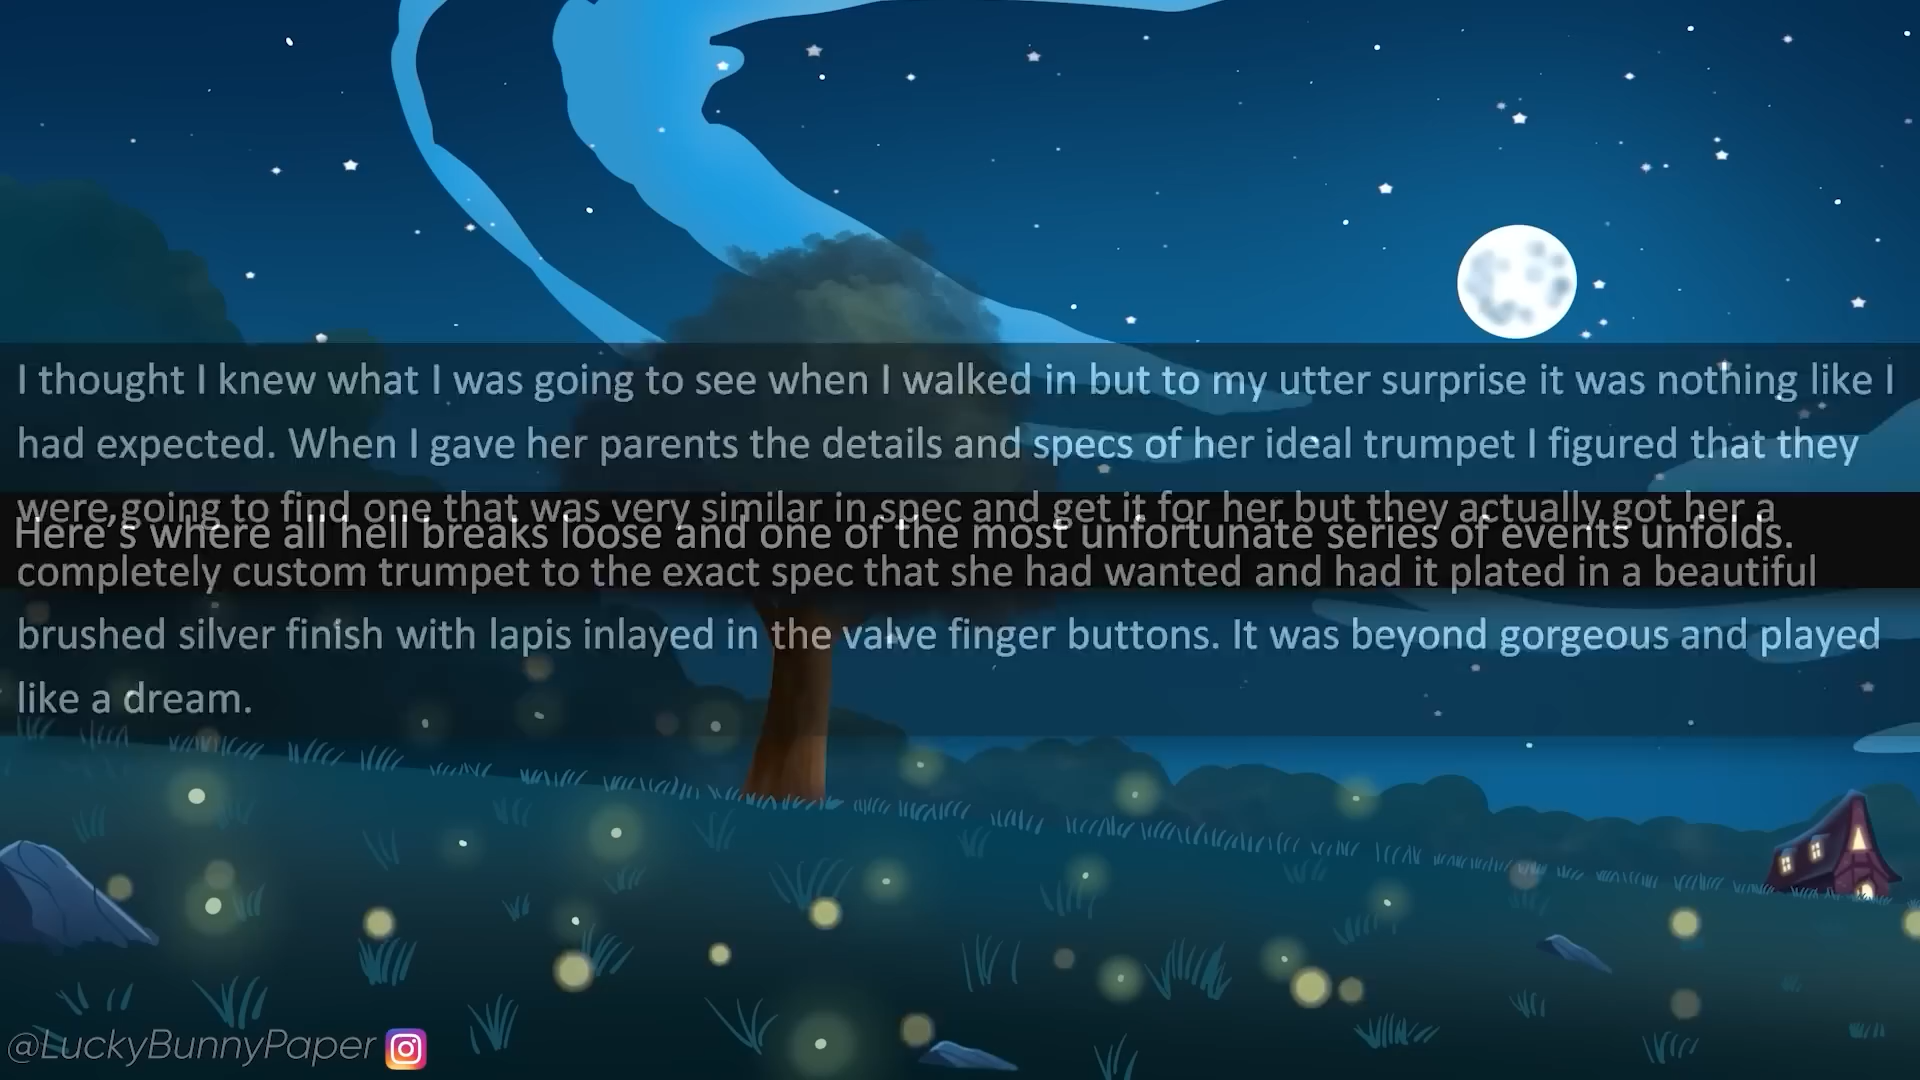 I thought I knew what I was going to see when I walked in but to my utter surprise it was nothing like I
had expected. When I gave her parents the details and specs of her ideal trumpet I figured that they
were going to find one that was very similar in spec and get it for her but they actually got her a
Here's where all hell breaks loose and one of the most unfortunate series of events unfolds.
completely custom trumpet to the exact spec that she had wanted and had it plated in a beautiful
brushed silver finish with lapis inlayed in the valve finger buttons. It was beyond gorgeous and played
like a dream.
@LuckyBunnyPaper